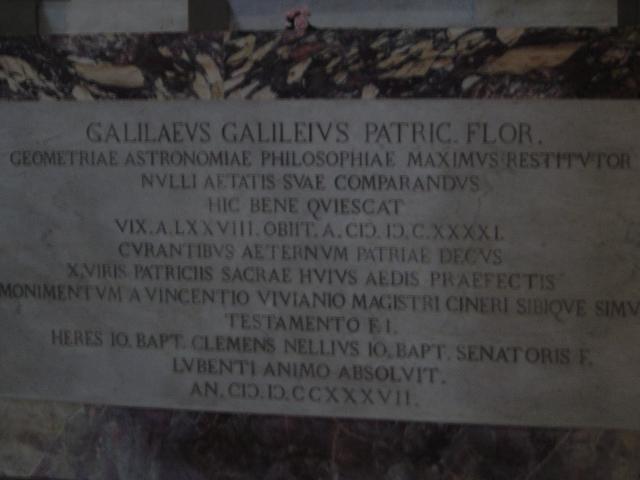 GALILAEVS GALILEIVS PATRIC. FLOR.
GEOMETRIAE ASTRONOMIAE PHILOSOPHIAE MAXIMVS RESTITVTOR
NVLLI AETATIS SVAE COMPARANDVS
HIC BENE QVIESCAT
VIX. A. LXXVIII. OBIIT. A. CIƆ. IƆ. C. XXXXI.
CVRANTIBVS AETERNVM PATRIAE DECVS
X. VIRIS PATRICIIS SACRAE HVIVS AEDIS PRAEFECTIS
MONIMENTVM A VINCENTIO VIVIANIO MAGISTRI CINERI SIBIQVE SIMV
TESTAMENTO F. I.
HERES IO. BAPT. CLEMENS NELLIVS IO. BAPT. SENATORIS F.
LVBENTI ANIMO ABSOLVIT.
AN. CIƆ. IƆ. CCXXXVII.